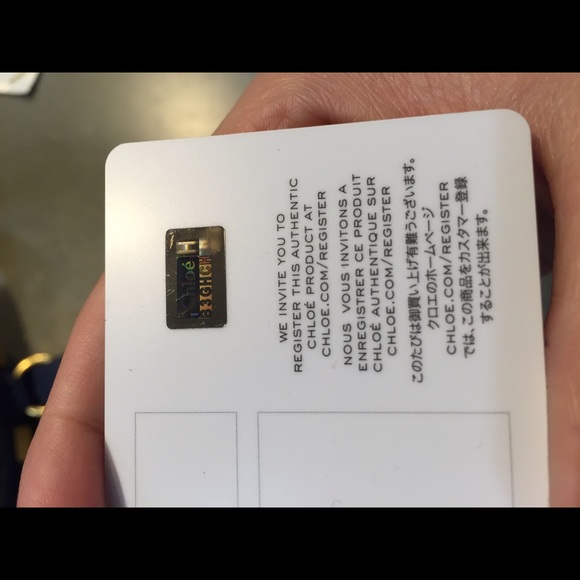 Chloé
WE INVITE YOU TO
REGISTER THIS AUTHENTIC
CHLOÉ PRODUCT AT
CHLOE.COM/REGISTER
NOUS VOUS INVITONS A
ENREGISTRER CE PRODUIT
CHLOÉ AUTHENTIQUE SUR
CHLOE.COM/REGISTER
このたびは御買い上げ有難うございます。
クロエのホームページ
CHLOE.COM/REGISTER
では、この商品をカスタマー登録
することが出来ます。